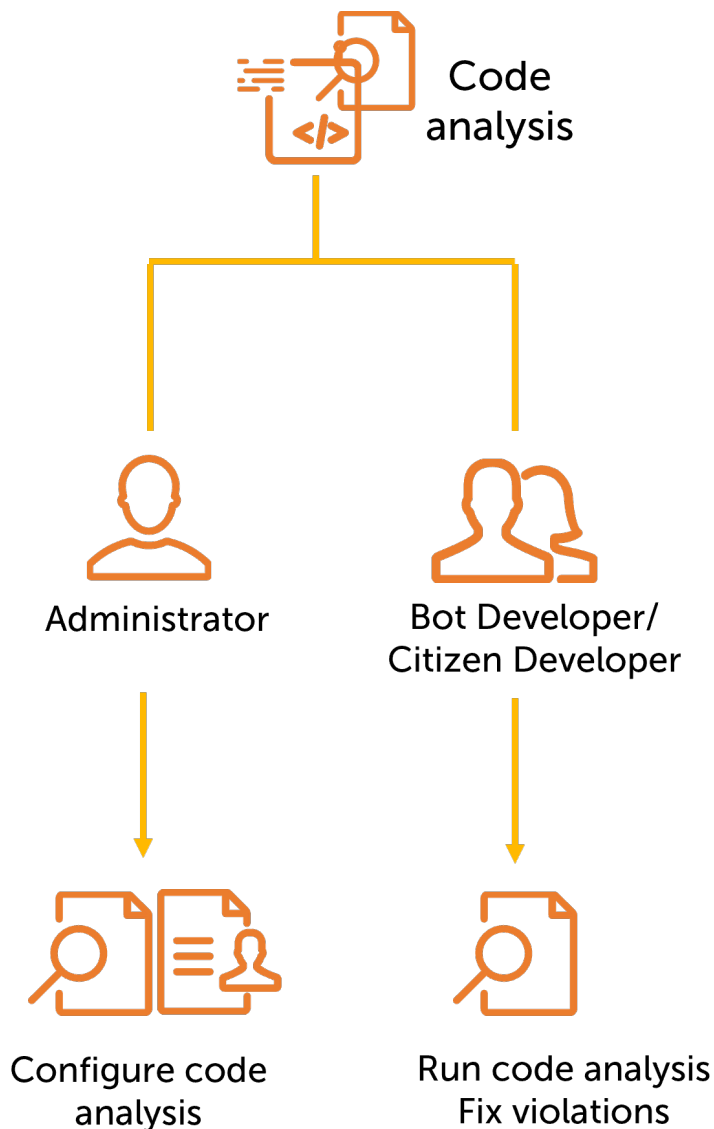 Code
analysis
</>
Administrator
Bot Developer/
Citizen Developer
Configure code
analysis
Run code analysis
Fix violations